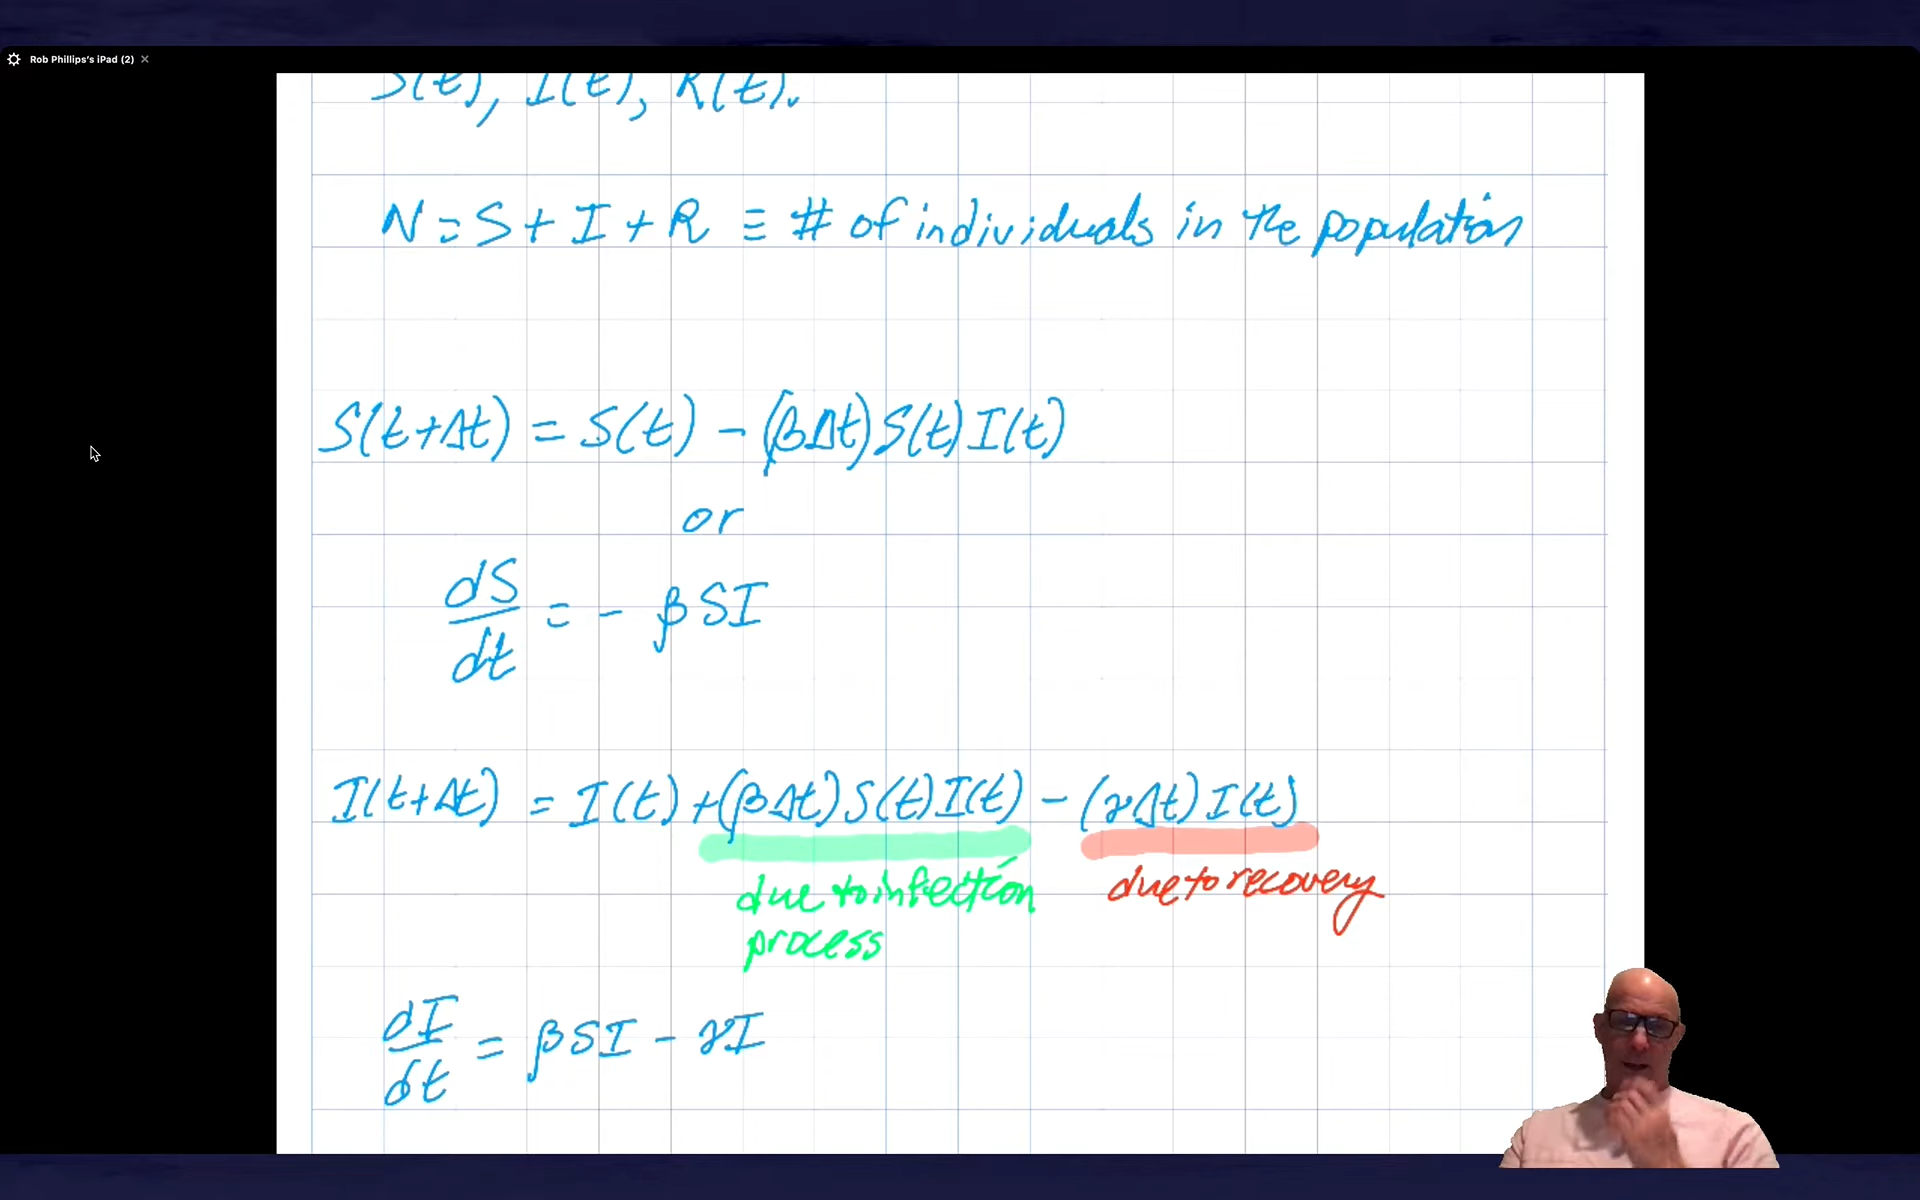 Rob Phillips's iPad (2)
S(t), I(t), R(t).
N = S + I + R ≡ # of individuals in the population
S(t+Δt) = S(t) - (βΔt)S(t)I(t)
or
dS/dt = - βSI
I(t+Δt) = I(t) + (βΔt)S(t)I(t) - (γΔt)I(t)
due to infection due to recovery
process
dI/dt = βSI - γI